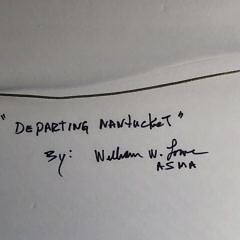 "DEPARTING NANTUCKET"
By: William W. Lowe
ASMA